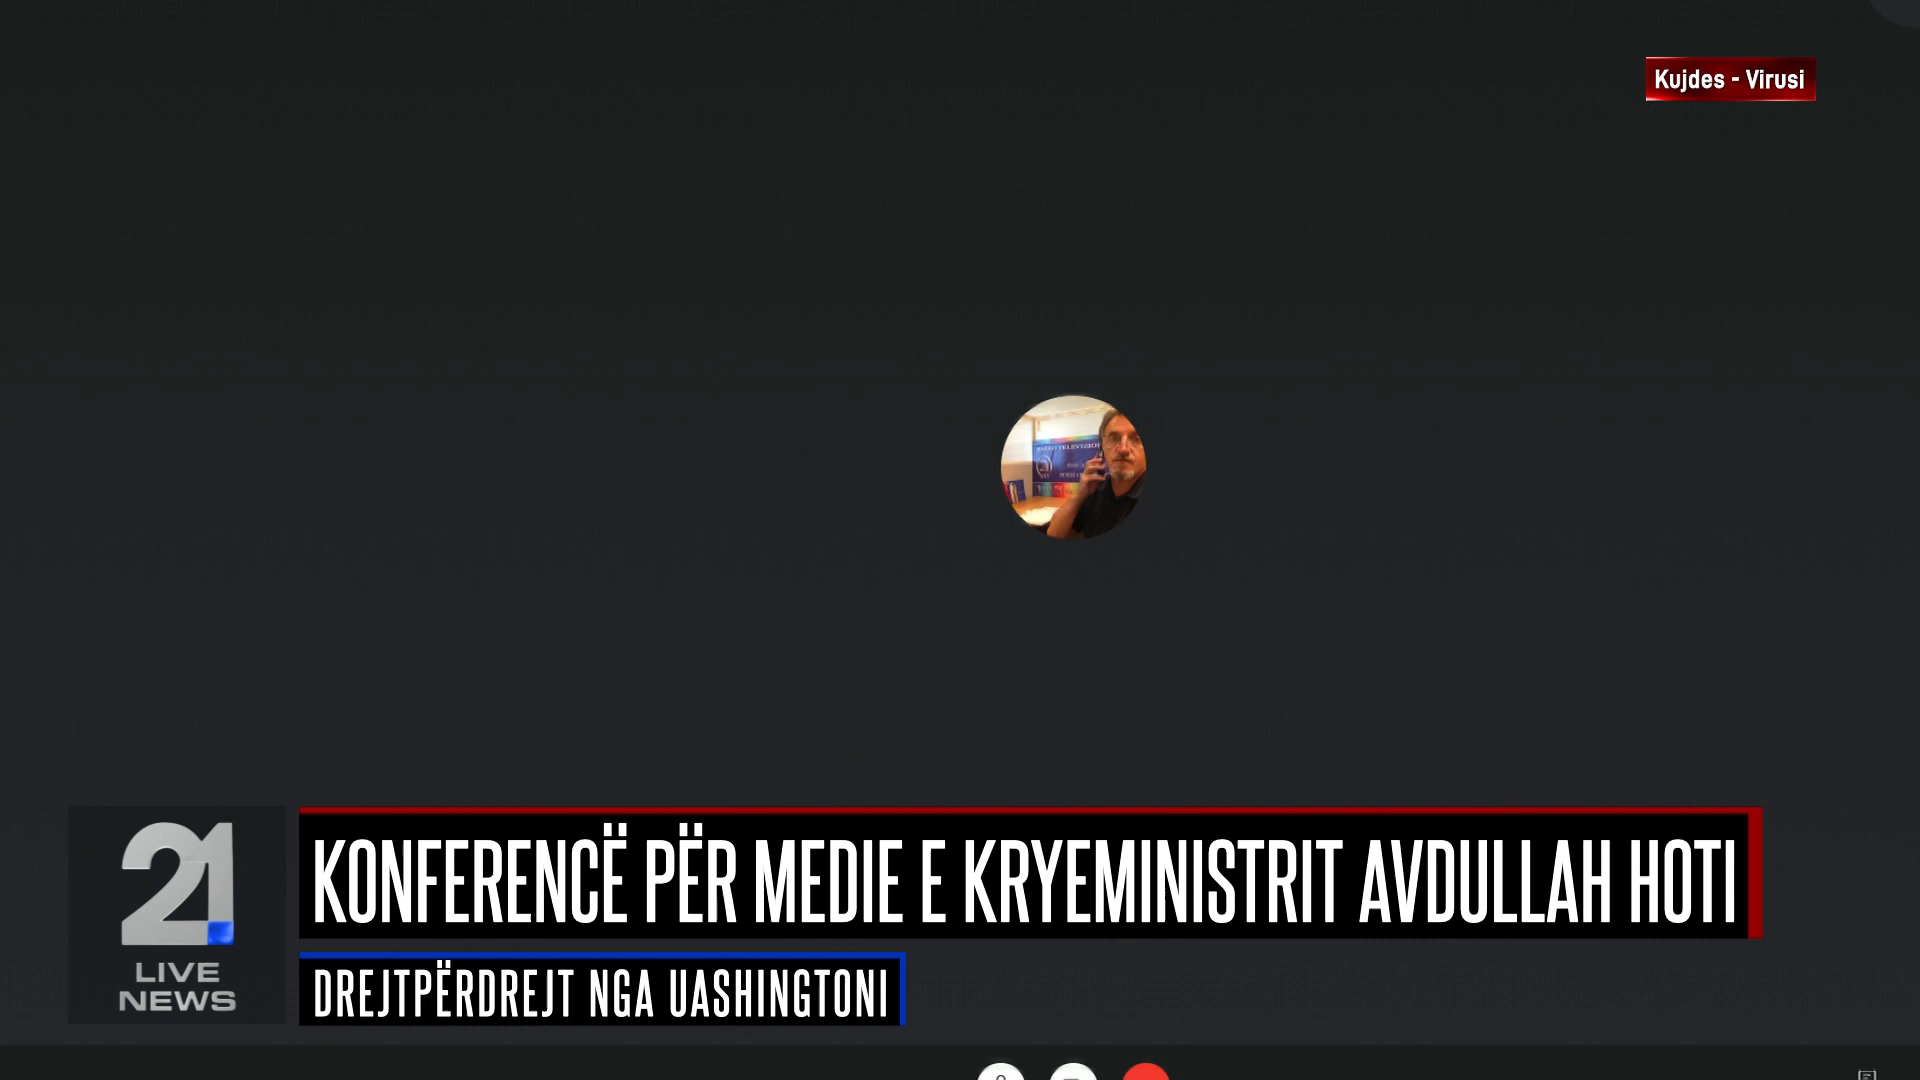 Kujdes - Virusi
21
LIVE
NEWS
KONFERENCË PËR MEDIE E KRYEMINISTRIT AVDULLAH HOTI
DREJTPËRDREJT NGA UASHINGTONI